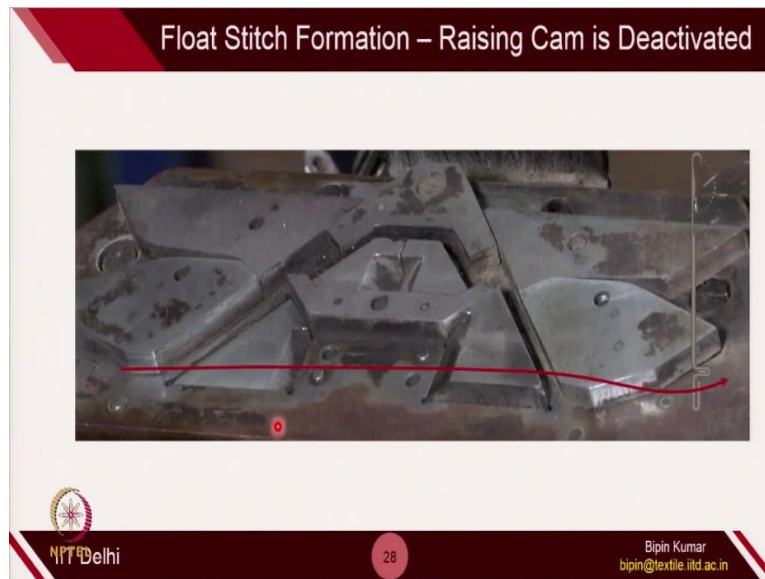 Float Stitch Formation – Raising Cam is Deactivated
NPTEL
IIT Delhi
28
Bipin Kumar
bipin@textile.iitd.ac.in